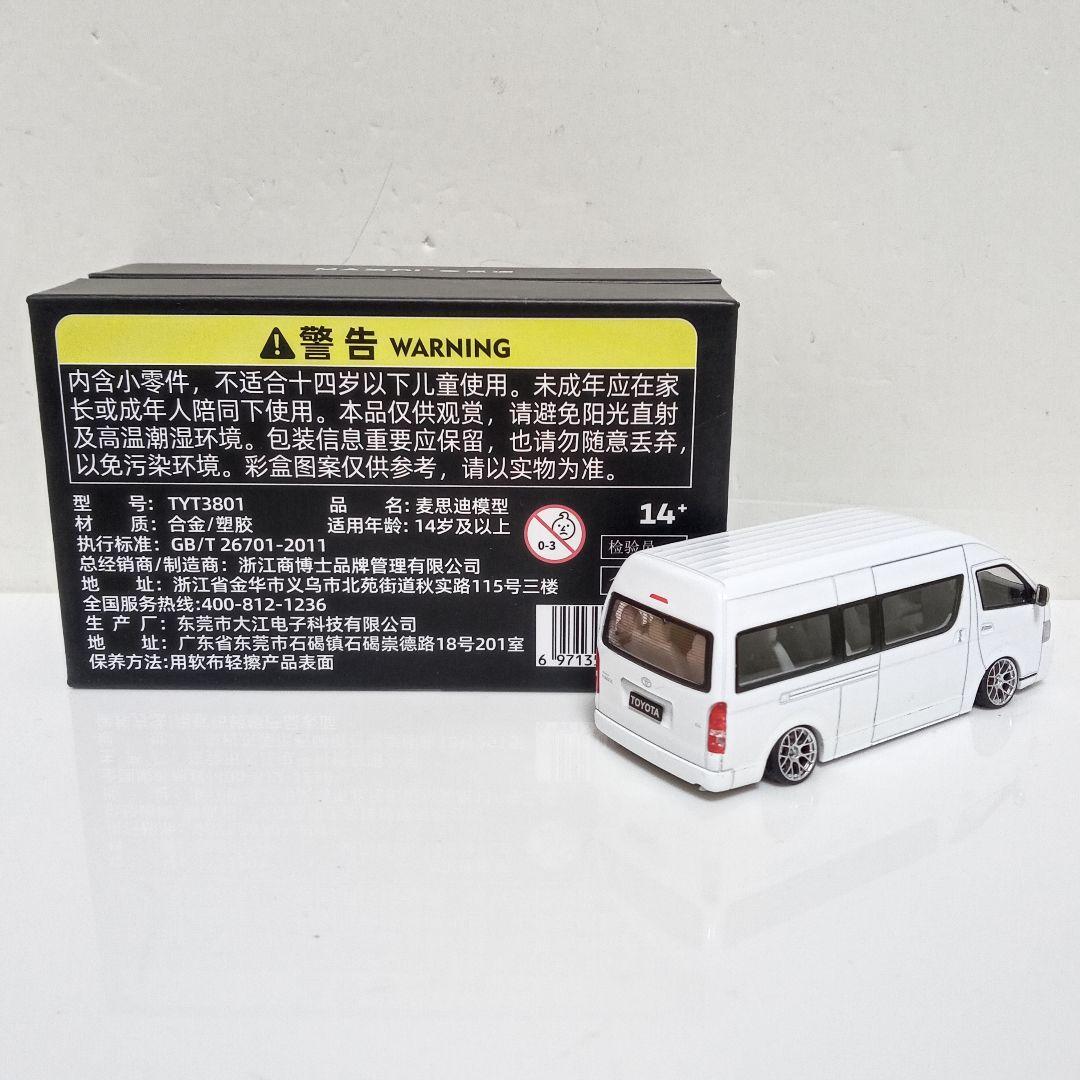 警告 WARNING
内含小零件，不适合十四岁以下儿童使用。未成年应在家
长或成年人陪同下使用。本品仅供观赏，请避免阳光直射
及高温潮湿环境。包装信息重要应保留，也请勿随意丢弃，
以免污染环境。彩盒图案仅供参考，请以实物为准。
型 号: TYT3801 品 名: 麦思迪模型
材 质: 合金/塑胶 适用年龄: 14岁及以上
0-3
14+
检验员
执行标准: GB/T 26701-2011
总经销商/制造商: 浙江商博士品牌管理有限公司
地 址: 浙江省金华市义乌市北苑街道秋实路115号三楼
全国服务热线:400-812-1236
生 产 厂: 东莞市大江电子科技有限公司
地 址: 广东省东莞市石碣镇石碣崇德路18号201室
保养方法:用软布轻擦产品表面
6 9713
TOYOTA